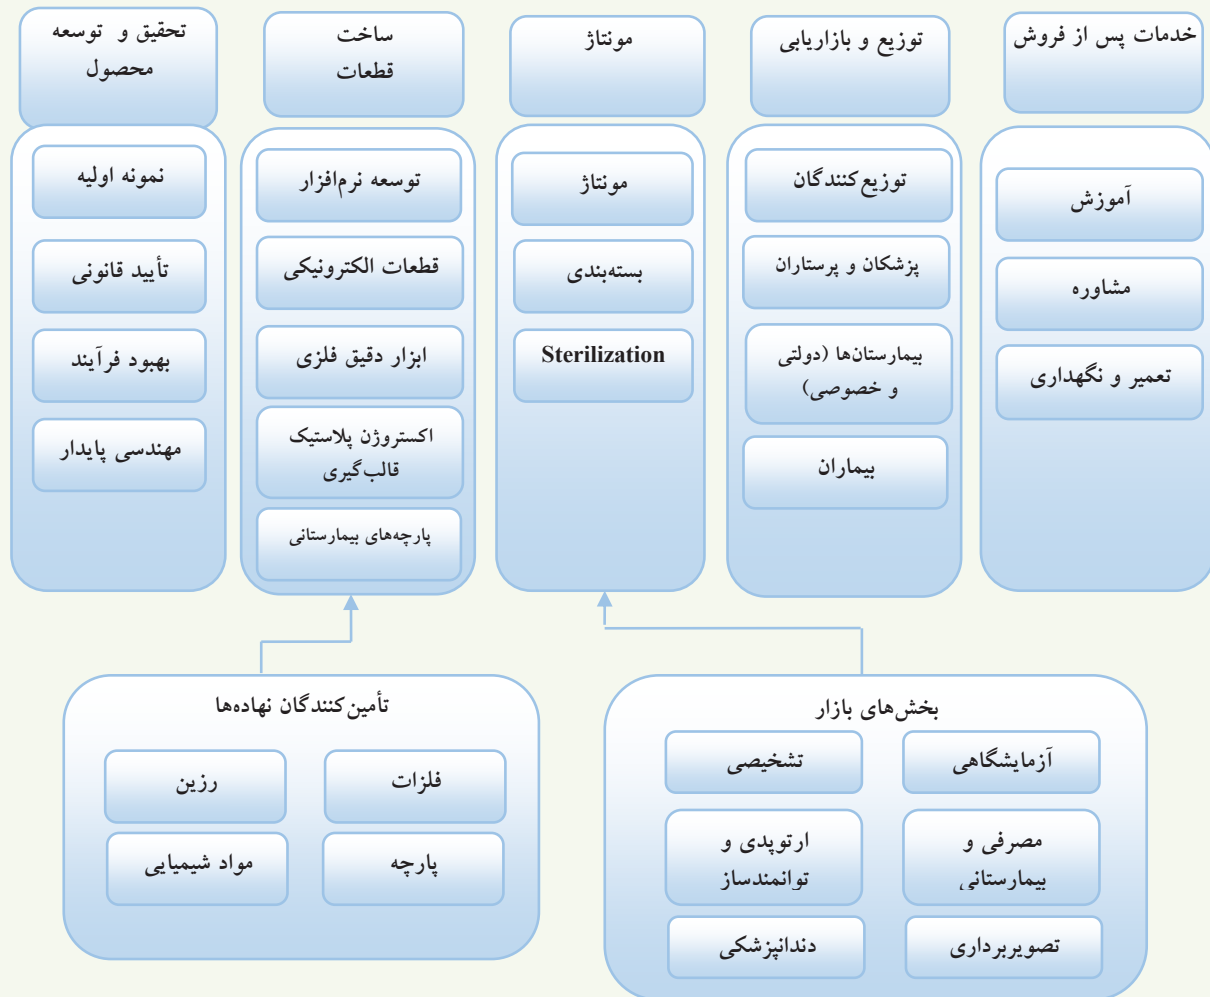 تحقیق و توسعه
محصول
نمونه اولیه
تأیید قانونی
بهبود فرآیند
مهندسی پایدار
ساخت
قطعات
توسعه نرم‌افزار
قطعات الکترونیکی
ابزار دقیق فلزی
اکستروژن پلاستیک
قالب‌گیری
پارچه‌های بیمارستانی
مونتاژ
مونتاژ
بسته‌بندی
Sterilization
توزیع و بازاریابی
توزیع‌کنندگان
پزشکان و پرستاران
بیمارستان‌ها (دولتی
و خصوصی)
بیماران
خدمات پس از فروش
آموزش
مشاوره
تعمیر و نگهداری
تأمین‌کنندگان نهاده‌ها
فلزات
رزین
پارچه
مواد شیمیایی
بخش‌های بازار
آزمایشگاهی
تشخیصی
مصرفی و
بیمارستانی
ارتوپدی و
توانمندساز
تصویربرداری
دندانپزشکی